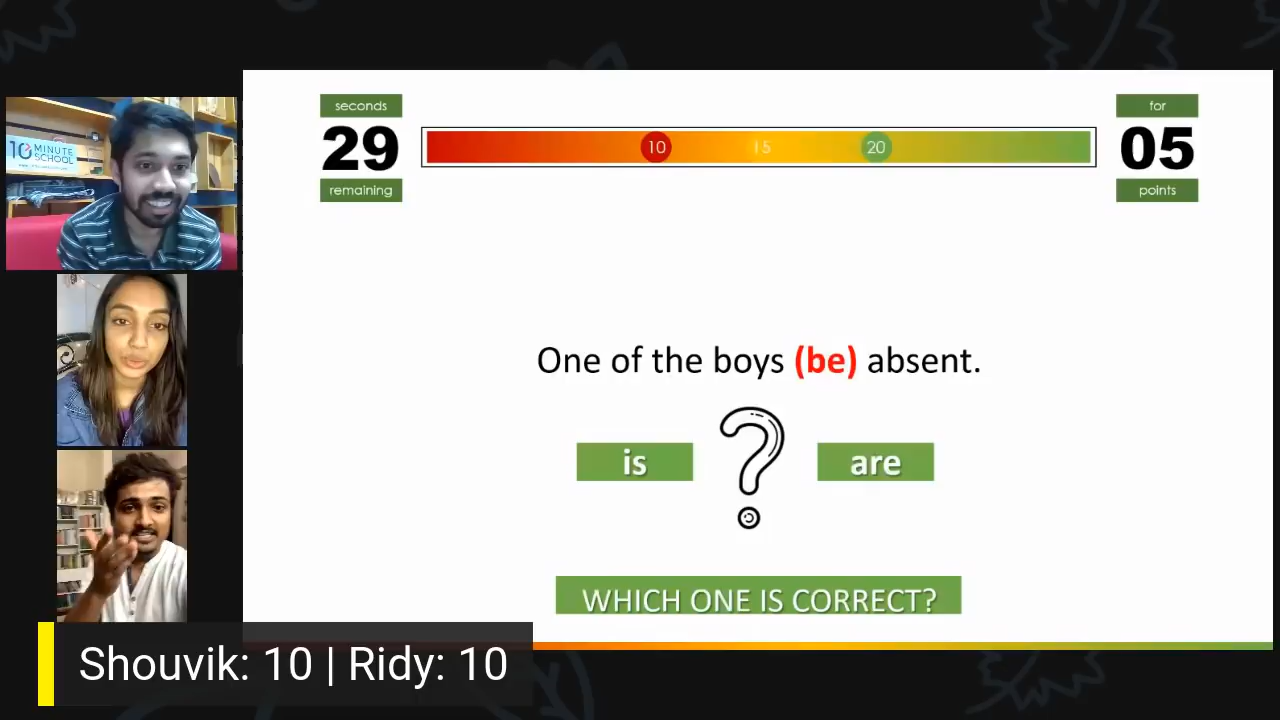 10 MINUTE
SCHOOL
seconds
29
remaining
10
15
20
for
05
points
One of the boys (be) absent.
is
are
WHICH ONE IS CORRECT?
Shouvik: 10 | Ridy: 10